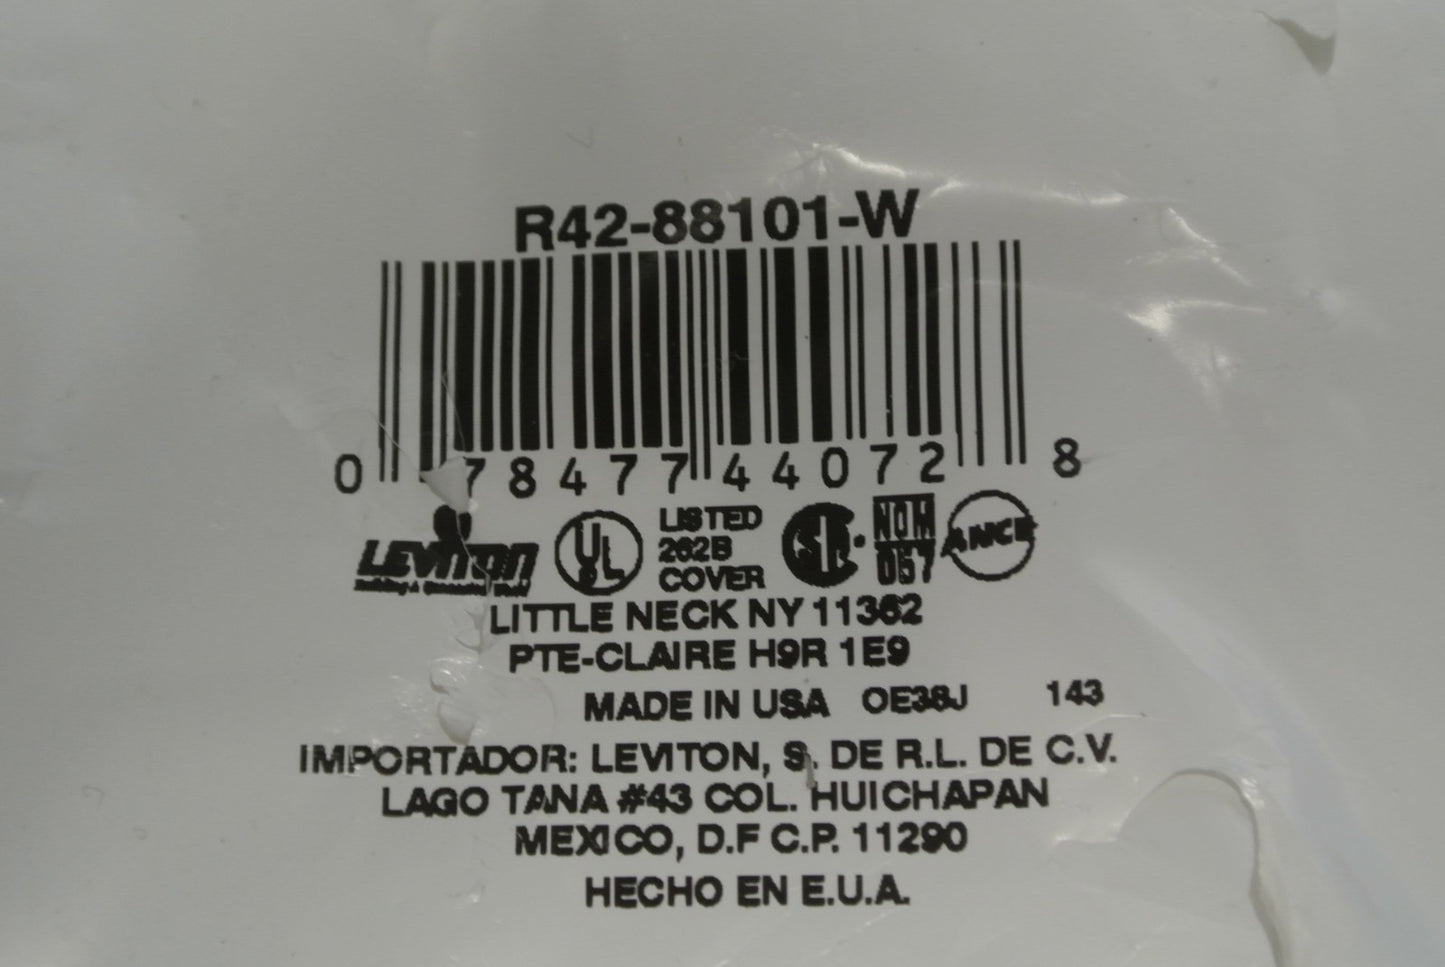 R42-88101-W
0 78477 44072 8
LEVITON
UL LISTED 262B COVER NOM 057 ANCE
LITTLE NECK NY 11362
PTE-CLAIRE H9R 1E9
MADE IN USA OE38J 143
IMPORTADOR: LEVITON, S. DE R.L. DE C.V.
LAGO TANA #43 COL. HUICHAPAN
MEXICO, D.F C.P. 11290
HECHO EN E.U.A.